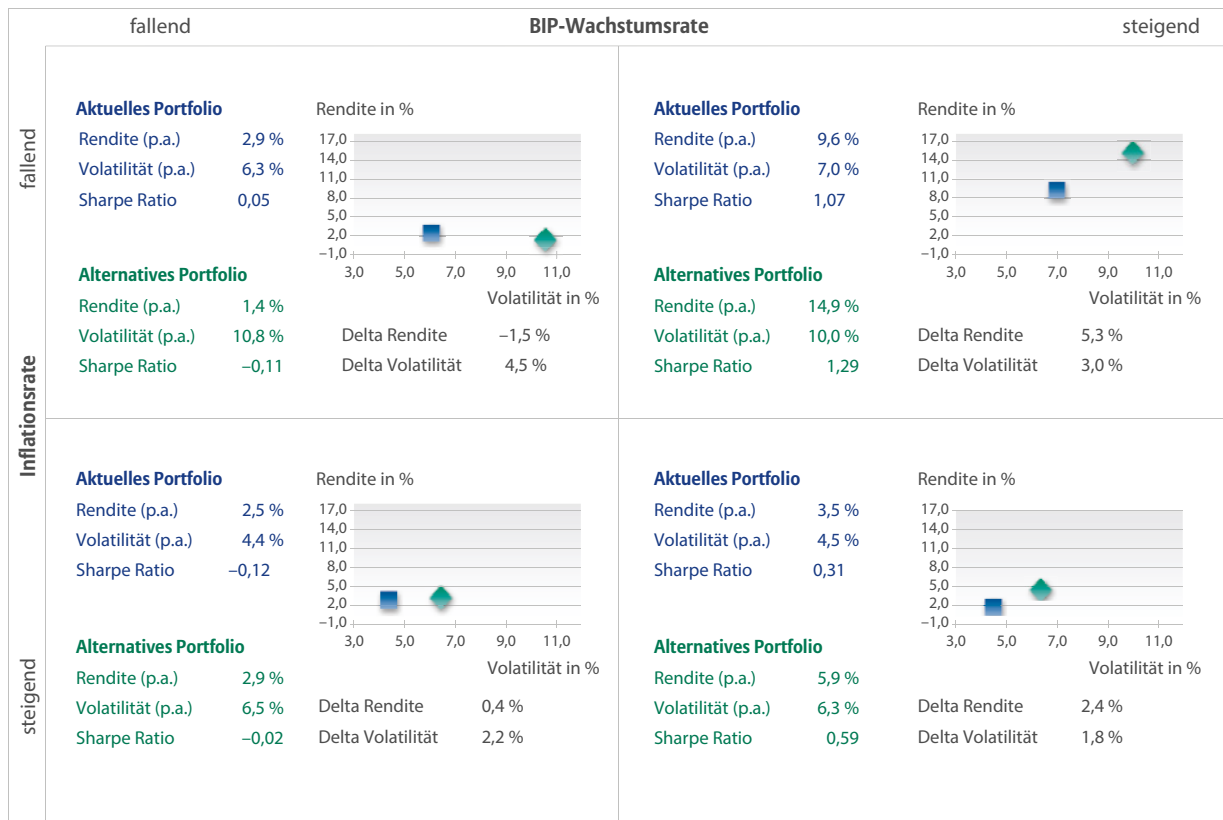 fallend BIP-Wachstumsrate steigend
Inflationsrate
fallend
Aktuelles Portfolio
Rendite (p.a.) 2,9 %
Volatilität (p.a.) 6,3 %
Sharpe Ratio 0,05
Alternatives Portfolio
Rendite (p.a.) 1,4 %
Volatilität (p.a.) 10,8 %
Sharpe Ratio –0,11
Rendite in %
17,0
14,0
11,0
8,0
5,0
2,0
–1,0
3,0 5,0 7,0 9,0 11,0
Volatilität in %
Delta Rendite –1,5 %
Delta Volatilität 4,5 %
Aktuelles Portfolio
Rendite (p.a.) 9,6 %
Volatilität (p.a.) 7,0 %
Sharpe Ratio 1,07
Alternatives Portfolio
Rendite (p.a.) 14,9 %
Volatilität (p.a.) 10,0 %
Sharpe Ratio 1,29
Rendite in %
17,0
14,0
11,0
8,0
5,0
2,0
–1,0
3,0 5,0 7,0 9,0 11,0
Volatilität in %
Delta Rendite 5,3 %
Delta Volatilität 3,0 %
steigend
Aktuelles Portfolio
Rendite (p.a.) 2,5 %
Volatilität (p.a.) 4,4 %
Sharpe Ratio –0,12
Alternatives Portfolio
Rendite (p.a.) 2,9 %
Volatilität (p.a.) 6,5 %
Sharpe Ratio –0,02
Rendite in %
17,0
14,0
11,0
8,0
5,0
2,0
–1,0
3,0 5,0 7,0 9,0 11,0
Volatilität in %
Delta Rendite 0,4 %
Delta Volatilität 2,2 %
Aktuelles Portfolio
Rendite (p.a.) 3,5 %
Volatilität (p.a.) 4,5 %
Sharpe Ratio 0,31
Alternatives Portfolio
Rendite (p.a.) 5,9 %
Volatilität (p.a.) 6,3 %
Sharpe Ratio 0,59
Rendite in %
17,0
14,0
11,0
8,0
5,0
2,0
–1,0
3,0 5,0 7,0 9,0 11,0
Volatilität in %
Delta Rendite 2,4 %
Delta Volatilität 1,8 %